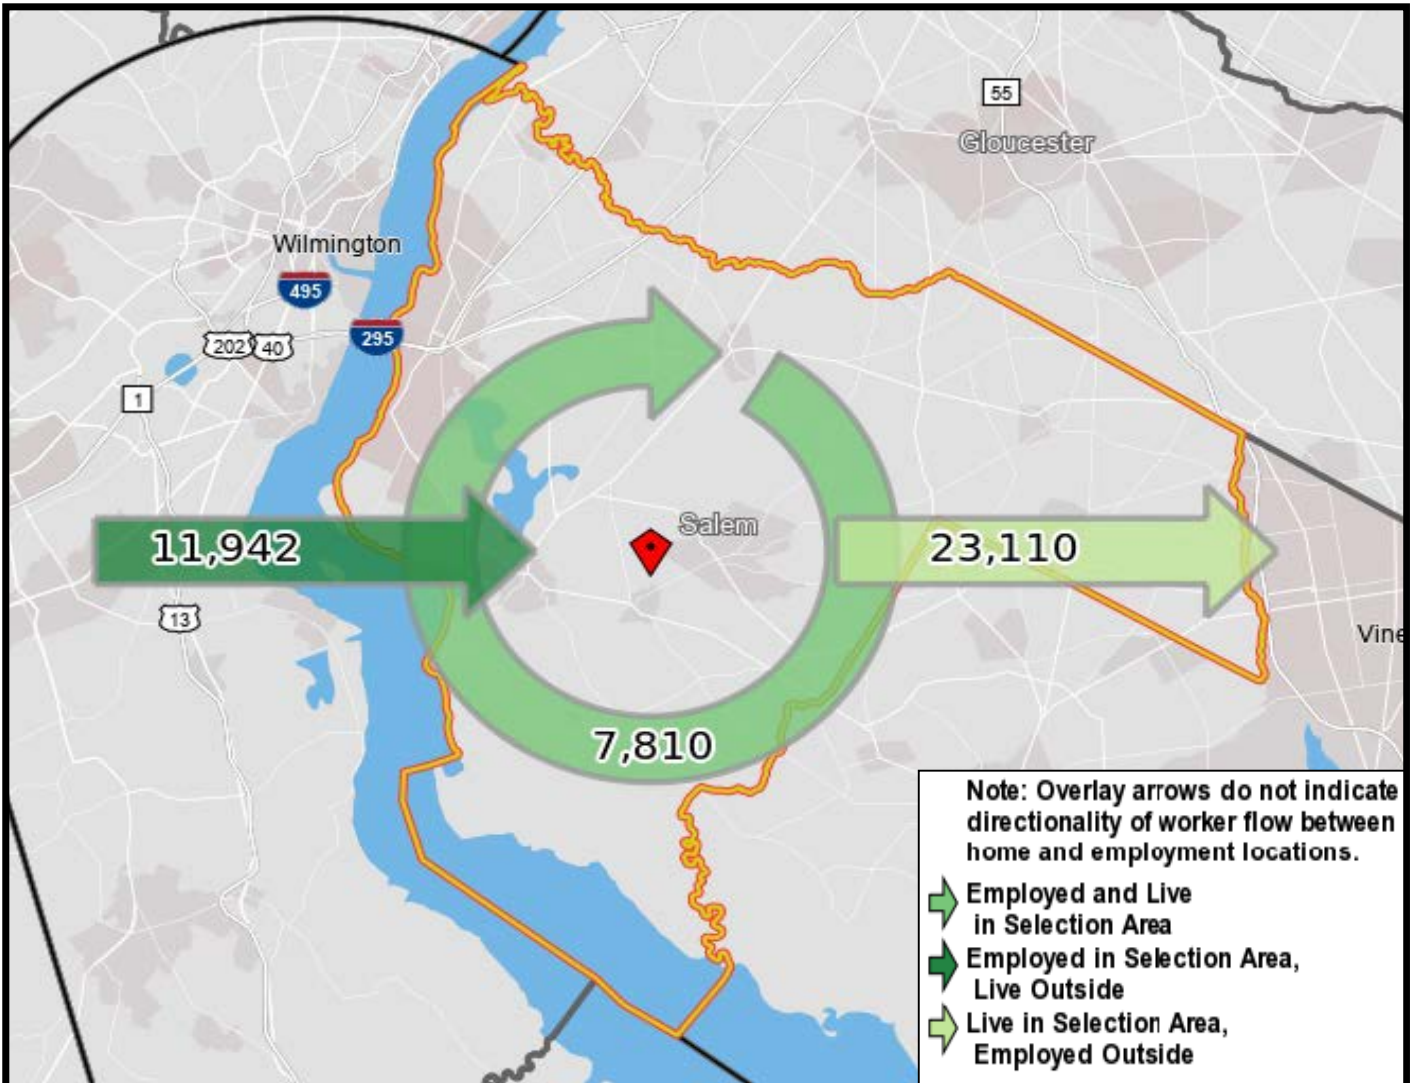 55
Gloucester
Wilmington
495
295
202
40
1
Salem
11,942
23,110
13
Vine
7,810
Note: Overlay arrows do not indicate
directionality of worker flow between
home and employment locations.
Employed and Live
in Selection Area
Employed in Selection Area,
Live Outside
Live in Selection Area,
Employed Outside